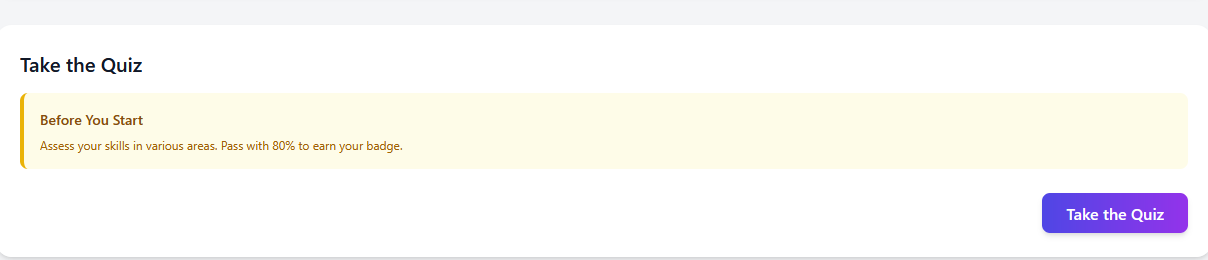 Take the Quiz
Before You Start
Assess your skills in various areas. Pass with 80% to earn your badge.
Take the Quiz